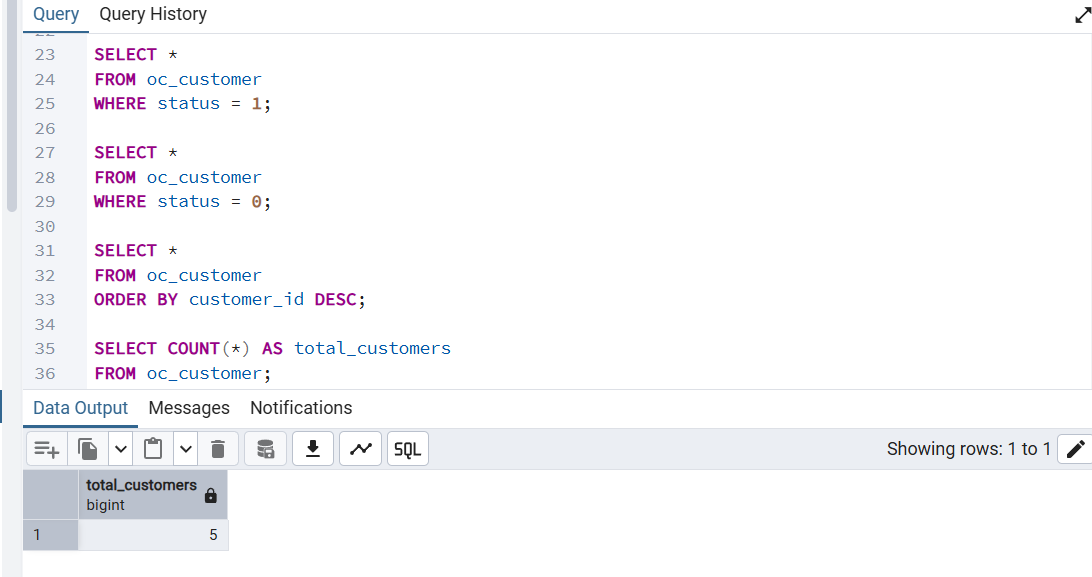 Query Query History
22
23 SELECT *
24 FROM oc_customer
25 WHERE status = 1;
26
27 SELECT *
28 FROM oc_customer
29 WHERE status = 0;
30
31 SELECT *
32 FROM oc_customer
33 ORDER BY customer_id DESC;
34
35 SELECT COUNT(*) AS total_customers
36 FROM oc_customer;
Data Output Messages Notifications
SQL Showing rows: 1 to 1
total_customers
bigint
1 5